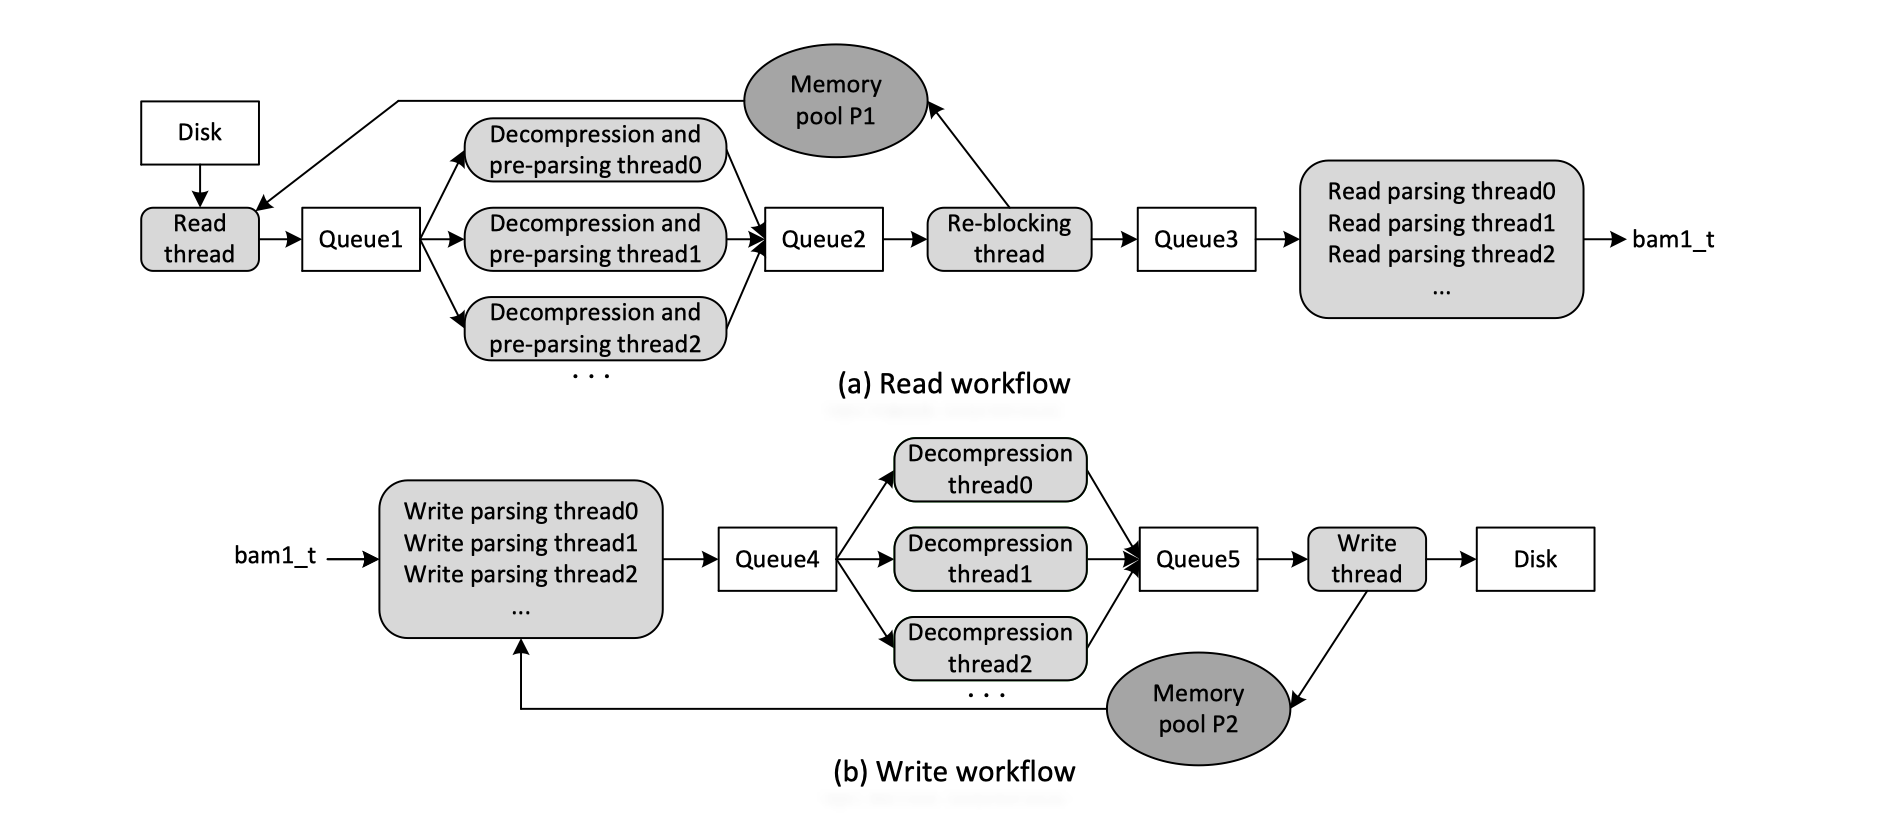 Memory
pool P1
Disk
Decompression and
pre-parsing thread0
Read
thread
Queue1
Decompression and
pre-parsing thread1
Queue2
Re-blocking
thread
Queue3
Read parsing thread0
Read parsing thread1
Read parsing thread2
...
bam1_t
Decompression and
pre-parsing thread2
. . .
(a) Read workflow
Decompression
thread0
bam1_t
Write parsing thread0
Write parsing thread1
Write parsing thread2
...
Queue4
Decompression
thread1
Queue5
Write
thread
Disk
Decompression
thread2
. . .
Memory
pool P2
(b) Write workflow